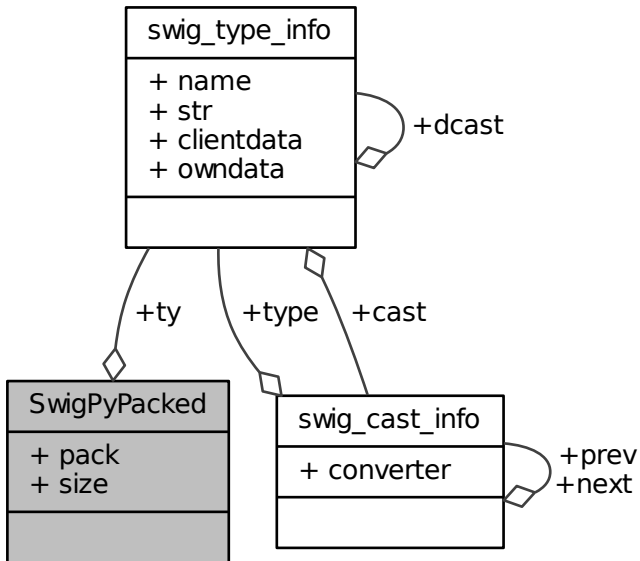 swig_type_info
+ name
+ str
+ clientdata
+ owndata
+dcast
+ty
+type
+cast
SwigPyPacked
+ pack
+ size
swig_cast_info
+ converter
+prev
+next